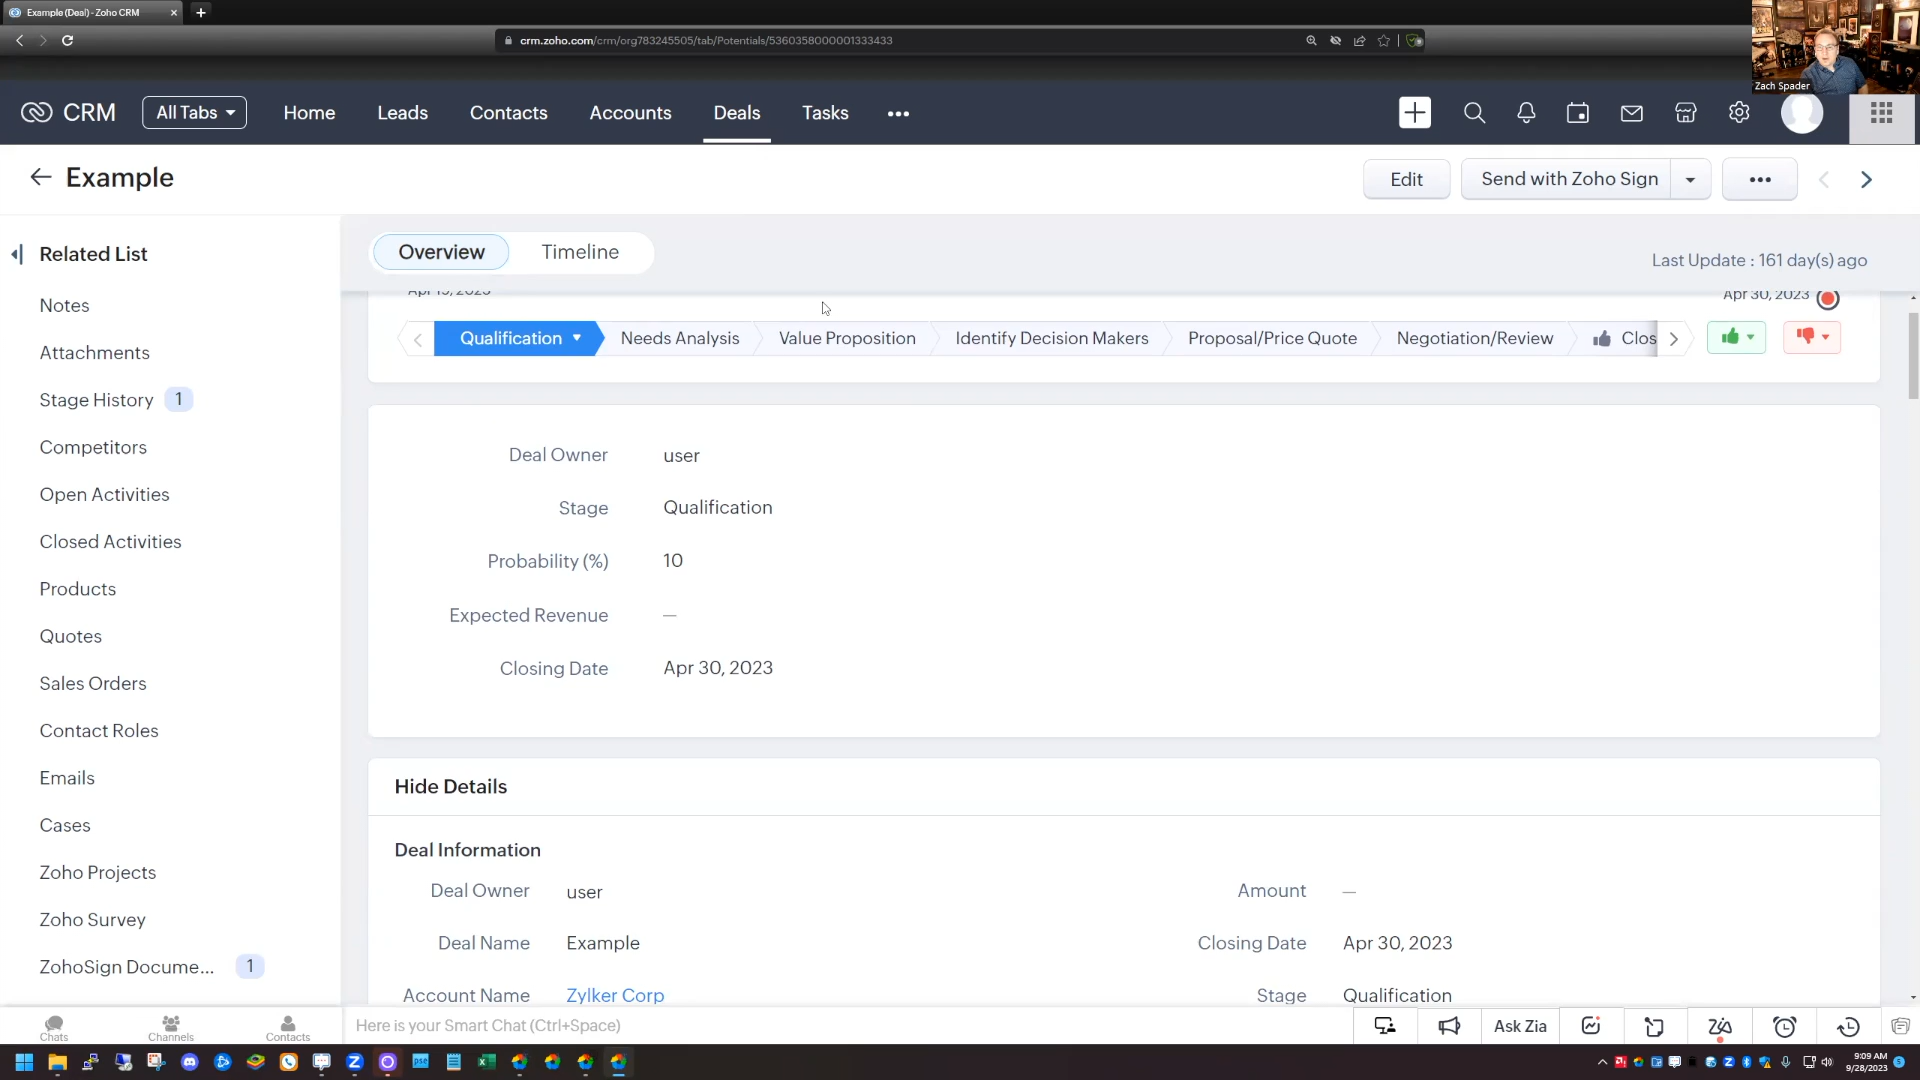 Example (Deal) - Zoho CRM
crm.zoho.com/crm/org783245505/tab/Potentials/5360358000001333433
Zach Spader
CRM
All Tabs
Home
Leads
Contacts
Accounts
Deals
Tasks
Example
Edit
Send with Zoho Sign
Related List
Notes
Attachments
Stage History 1
Competitors
Open Activities
Closed Activities
Products
Quotes
Sales Orders
Contact Roles
Emails
Cases
Zoho Projects
Zoho Survey
ZohoSign Docume... 1
Overview
Timeline
Last Update : 161 day(s) ago
Apr 30, 2023
Qualification
Needs Analysis
Value Proposition
Identify Decision Makers
Proposal/Price Quote
Negotiation/Review
Clos
Deal Owner user
Stage Qualification
Probability (%) 10
Expected Revenue —
Closing Date Apr 30, 2023
Hide Details
Deal Information
Deal Owner user
Amount —
Deal Name Example
Closing Date Apr 30, 2023
Account Name Zylker Corp
Stage Qualification
Chats
Channels
Contacts
Here is your Smart Chat (Ctrl+Space)
Ask Zia
9:09 AM
9/28/2023